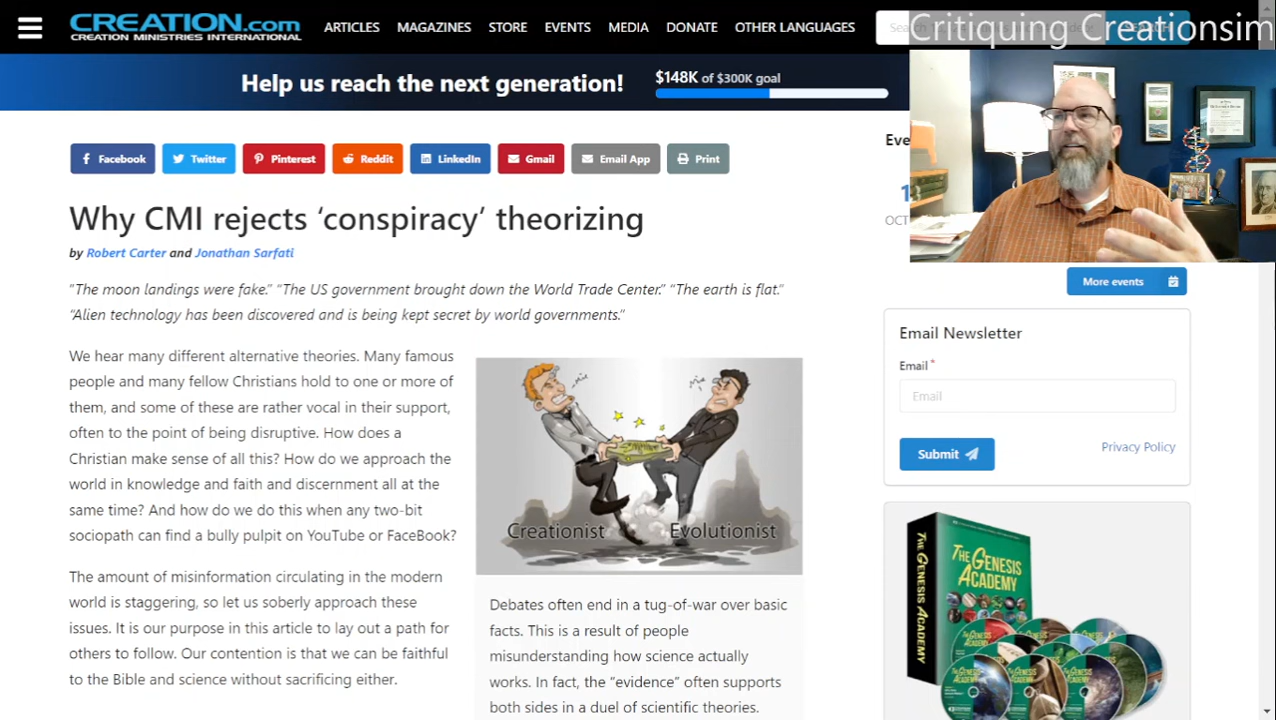 CREATION.com
CREATION MINISTRIES INTERNATIONAL
ARTICLES MAGAZINES STORE EVENTS MEDIA DONATE OTHER LANGUAGES
Critiquing Creationsim
Help us reach the next generation!
$148K of $300K goal
Facebook Twitter Pinterest Reddit LinkedIn Gmail Email App Print
Why CMI rejects ‘conspiracy’ theorizing
by Robert Carter and Jonathan Sarfati
“The moon landings were fake.” “The US government brought down the World Trade Center.” “The earth is flat.”
“Alien technology has been discovered and is being kept secret by world governments.”
We hear many different alternative theories. Many famous
people and many fellow Christians hold to one or more of
them, and some of these are rather vocal in their support,
often to the point of being disruptive. How does a
Christian make sense of all this? How do we approach the
world in knowledge and faith and discernment all at the
same time? And how do we do this when any two-bit
sociopath can find a bully pulpit on YouTube or FaceBook?
The amount of misinformation circulating in the modern
world is staggering, so let us soberly approach these
issues. It is our purpose in this article to lay out a path for
others to follow. Our contention is that we can be faithful
to the Bible and science without sacrificing either.
Creationist Evolutionist
Debates often end in a tug-of-war over basic
facts. This is a result of people
misunderstanding how science actually
works. In fact, the “evidence” often supports
both sides in a duel of scientific theories.
Eve
OCT
More events
Email Newsletter
Email *
Email
Submit
Privacy Policy
THE GENESIS ACADEMY
THE GENESIS
ACADEMY